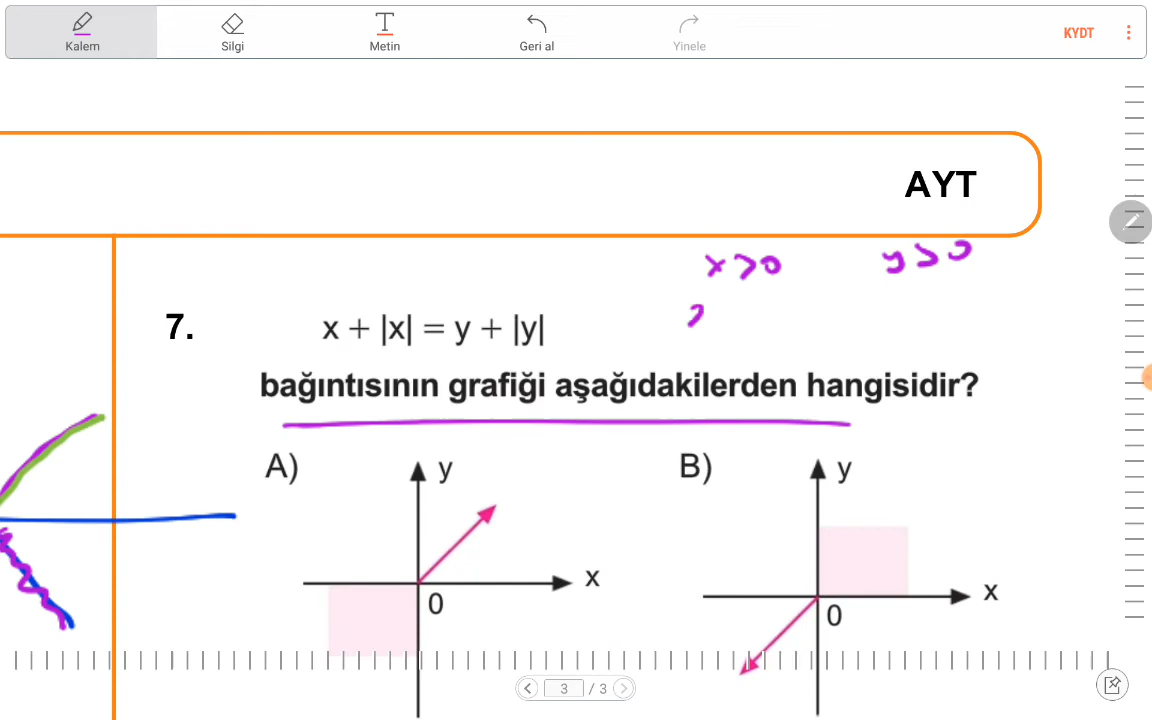 Kalem Silgi Metin Geri al Yinele KYDT
AYT
x > 0 y > 0
2
7. x + |x| = y + |y|
bağıntısının grafiği aşağıdakilerden hangisidir?
A) y B) y
x x
0 0
3 / 3